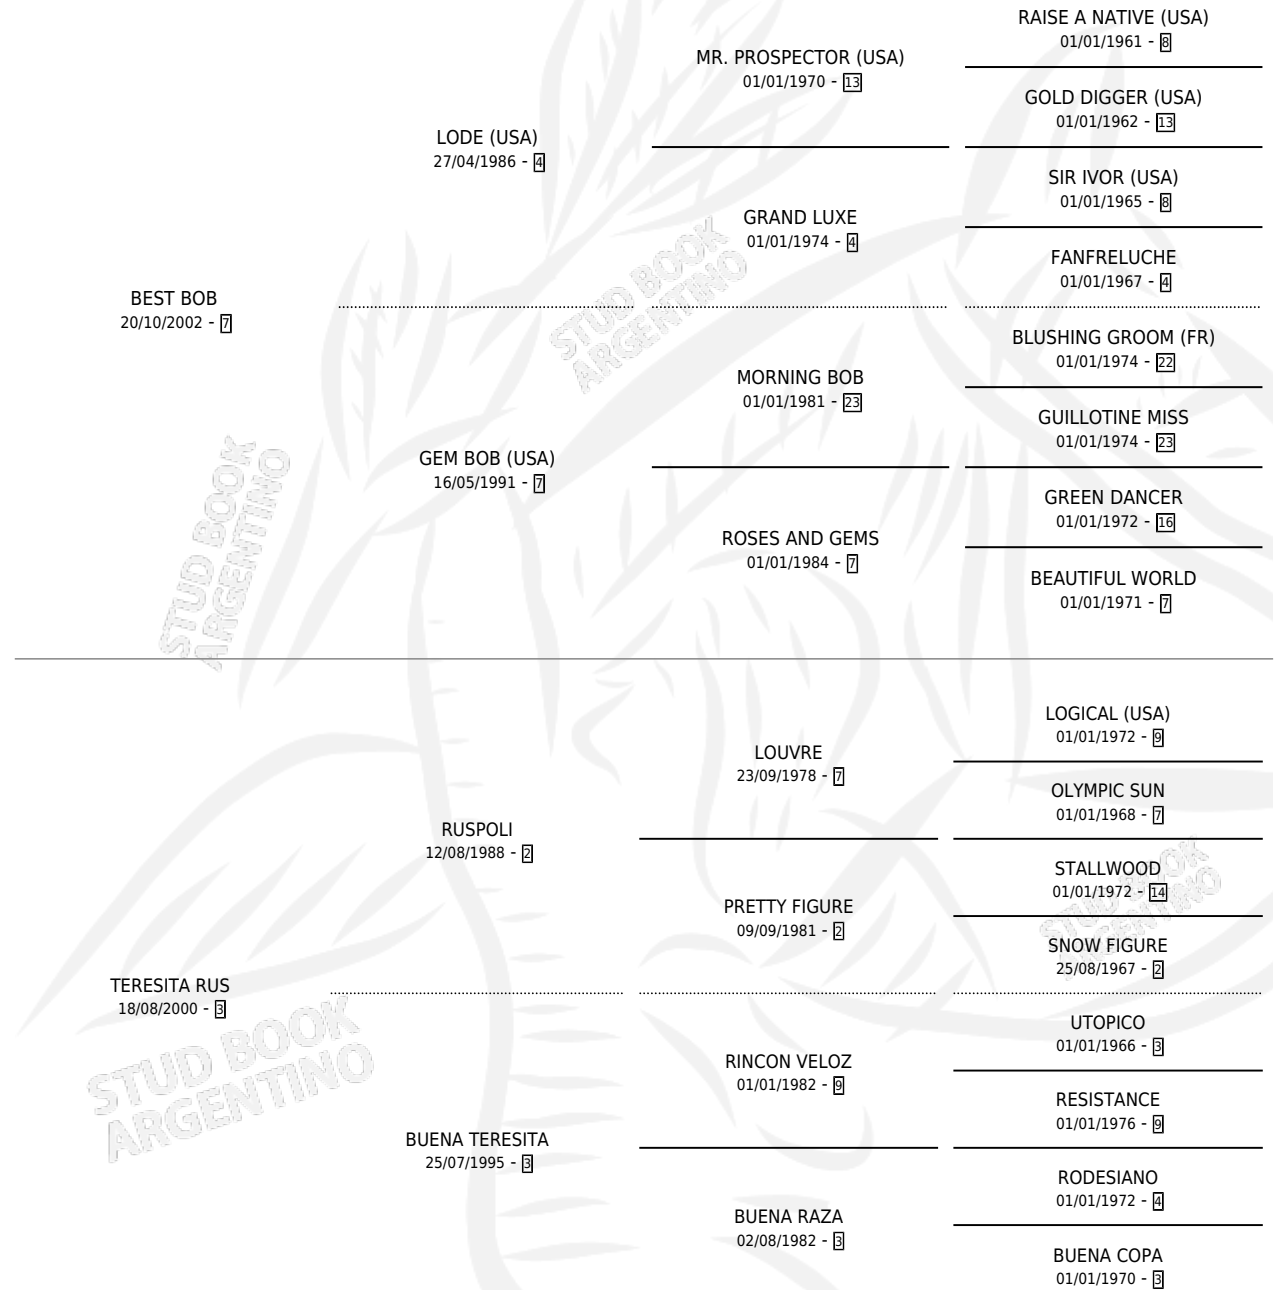 RAISE A NATIVE (USA)
01/01/1961 - 8
MR. PROSPECTOR (USA)
01/01/1970 - 13
GOLD DIGGER (USA)
01/01/1962 - 13
LODE (USA)
27/04/1986 - 4
SIR IVOR (USA)
01/01/1965 - 8
GRAND LUXE
01/01/1974 - 4
FANFRELUCHE
01/01/1967 - 4
BEST BOB
20/10/2002 - 7
BLUSHING GROOM (FR)
01/01/1974 - 22
MORNING BOB
01/01/1981 - 23
GUILLOTINE MISS
01/01/1974 - 23
GEM BOB (USA)
16/05/1991 - 7
GREEN DANCER
01/01/1972 - 16
ROSES AND GEMS
01/01/1984 - 7
BEAUTIFUL WORLD
01/01/1971 - 7
LOGICAL (USA)
01/01/1972 - 9
LOUVRE
23/09/1978 - 7
OLYMPIC SUN
01/01/1968 - 7
RUSPOLI
12/08/1988 - 2
STALLWOOD
01/01/1972 - 14
PRETTY FIGURE
09/09/1981 - 2
SNOW FIGURE
25/08/1967 - 2
TERESITA RUS
18/08/2000 - 3
UTOPICO
01/01/1966 - 3
RINCON VELOZ
01/01/1982 - 9
RESISTANCE
01/01/1976 - 9
BUENA TERESITA
25/07/1995 - 3
RODESIANO
01/01/1972 - 4
BUENA RAZA
02/08/1982 - 3
BUENA COPA
01/01/1970 - 3
STUD BOOK
ARGENTINO
STUD BOOK
ARGENTINO
STUD BOOK
ARGENTINO
STUD BOOK
ARGENTINO